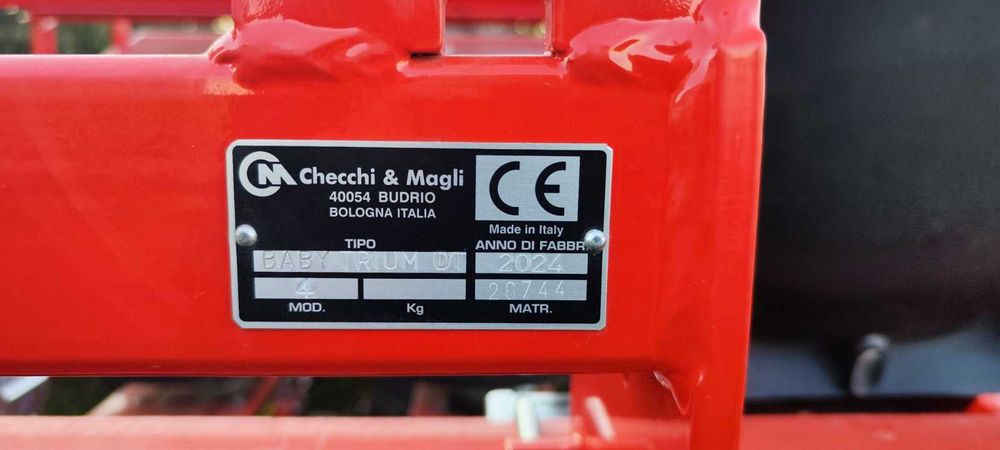 CM Checchi & Magli
40054 BUDRIO
BOLOGNA ITALIA
CE
Made in Italy
TIPO
ANNO DI FABBR.
BABY TRIUM DT
2024
4
28744
MOD.
Kg
MATR.